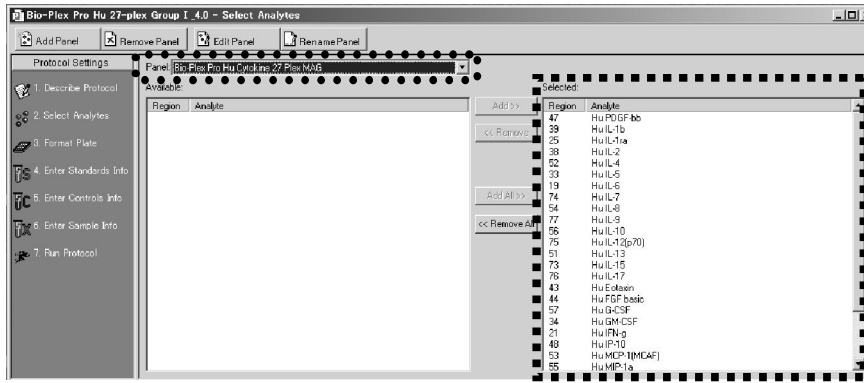 Bio-Plex Pro Hu 27-plex Group I _4.0 - Select Analytes
Add Panel Remove Panel Edit Panel Rename Panel
Protocol Settings
1. Describe Protocol
2. Select Analytes
3. Format Plate
4. Enter Standards Info
5. Enter Controls Info
6. Enter Sample Info
7. Run Protocol
Panel: Bio-Plex Pro Hu Cytokine 27 Plex MAG
Available:
Region Analyte
Add >>
<< Remove
Add All >>
<< Remove All
Selected:
Region Analyte
47 Hu PDGF-bb
39 Hu IL-1b
25 Hu IL-1ra
38 Hu IL-2
52 Hu IL-4
33 Hu IL-5
19 Hu IL-6
74 Hu IL-7
54 Hu IL-8
77 Hu IL-9
56 Hu IL-10
75 Hu IL-12(p70)
51 Hu IL-13
73 Hu IL-15
76 Hu IL-17
43 Hu Eotaxin
44 Hu FGF basic
57 Hu G-CSF
34 Hu GM-CSF
21 Hu IFN-g
48 Hu IP-10
53 Hu MCP-1(MCAF)
55 Hu MIP-1a